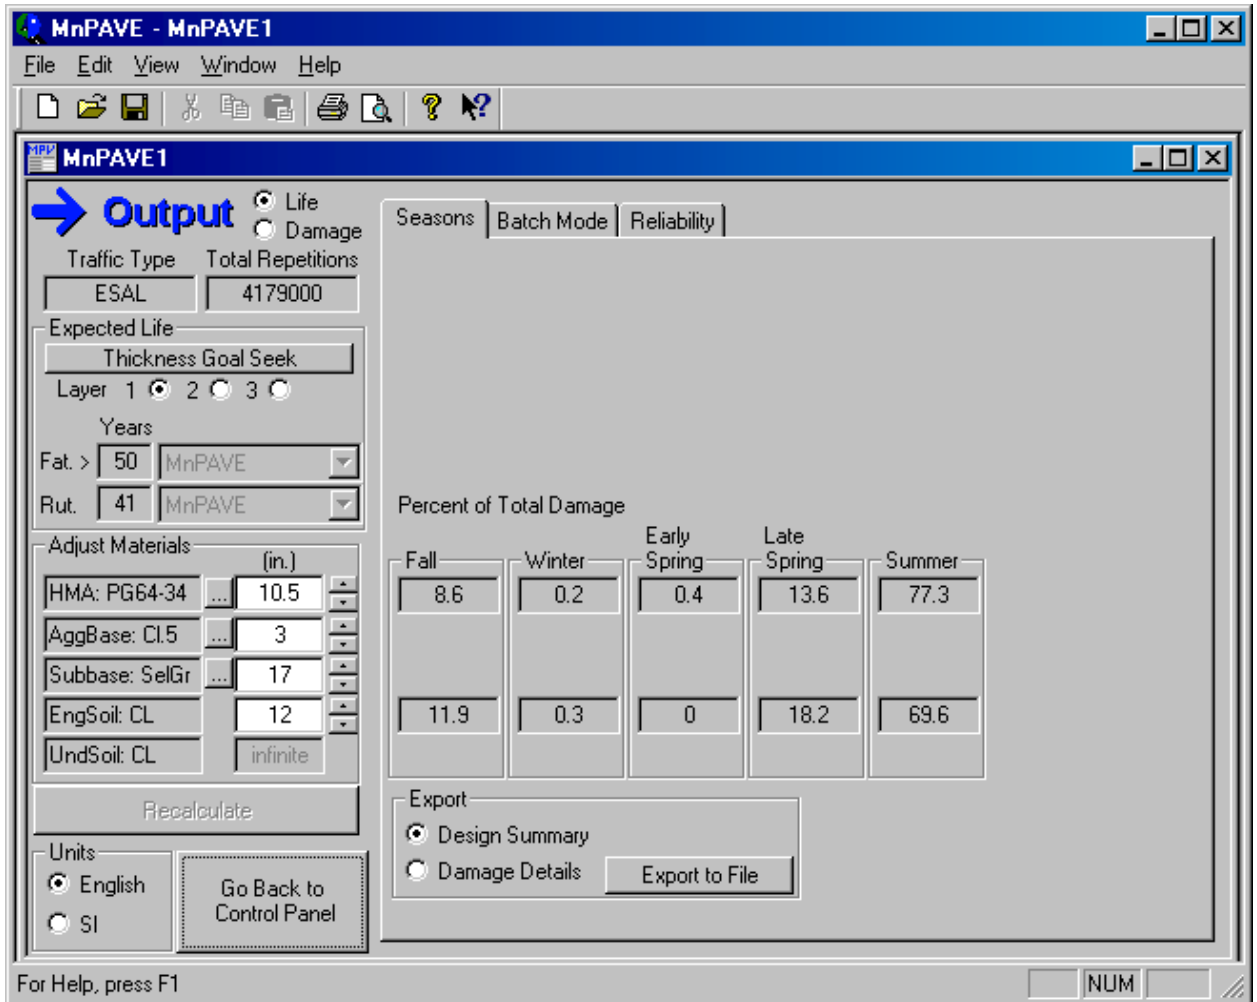 MnPAVE - MnPAVE1
File Edit View Window Help
MPV MnPAVE1
Output
Life
Damage
Traffic Type Total Repetitions
ESAL 4179000
Expected Life
Thickness Goal Seek
Layer 1 2 3
Years
Fat. > 50 MnPAVE
Rut. 41 MnPAVE
Adjust Materials (in.)
HMA: PG64-34 ... 10.5
AggBase: Cl.5 ... 3
Subbase: SelGr ... 17
EngSoil: CL 12
UndSoil: CL infinite
Recalculate
Units
English
SI
Go Back to
Control Panel
Seasons Batch Mode Reliability
Percent of Total Damage
Fall Winter Early Spring Late Spring Summer
8.6 0.2 0.4 13.6 77.3
11.9 0.3 0 18.2 69.6
Export
Design Summary
Damage Details Export to File
For Help, press F1 NUM